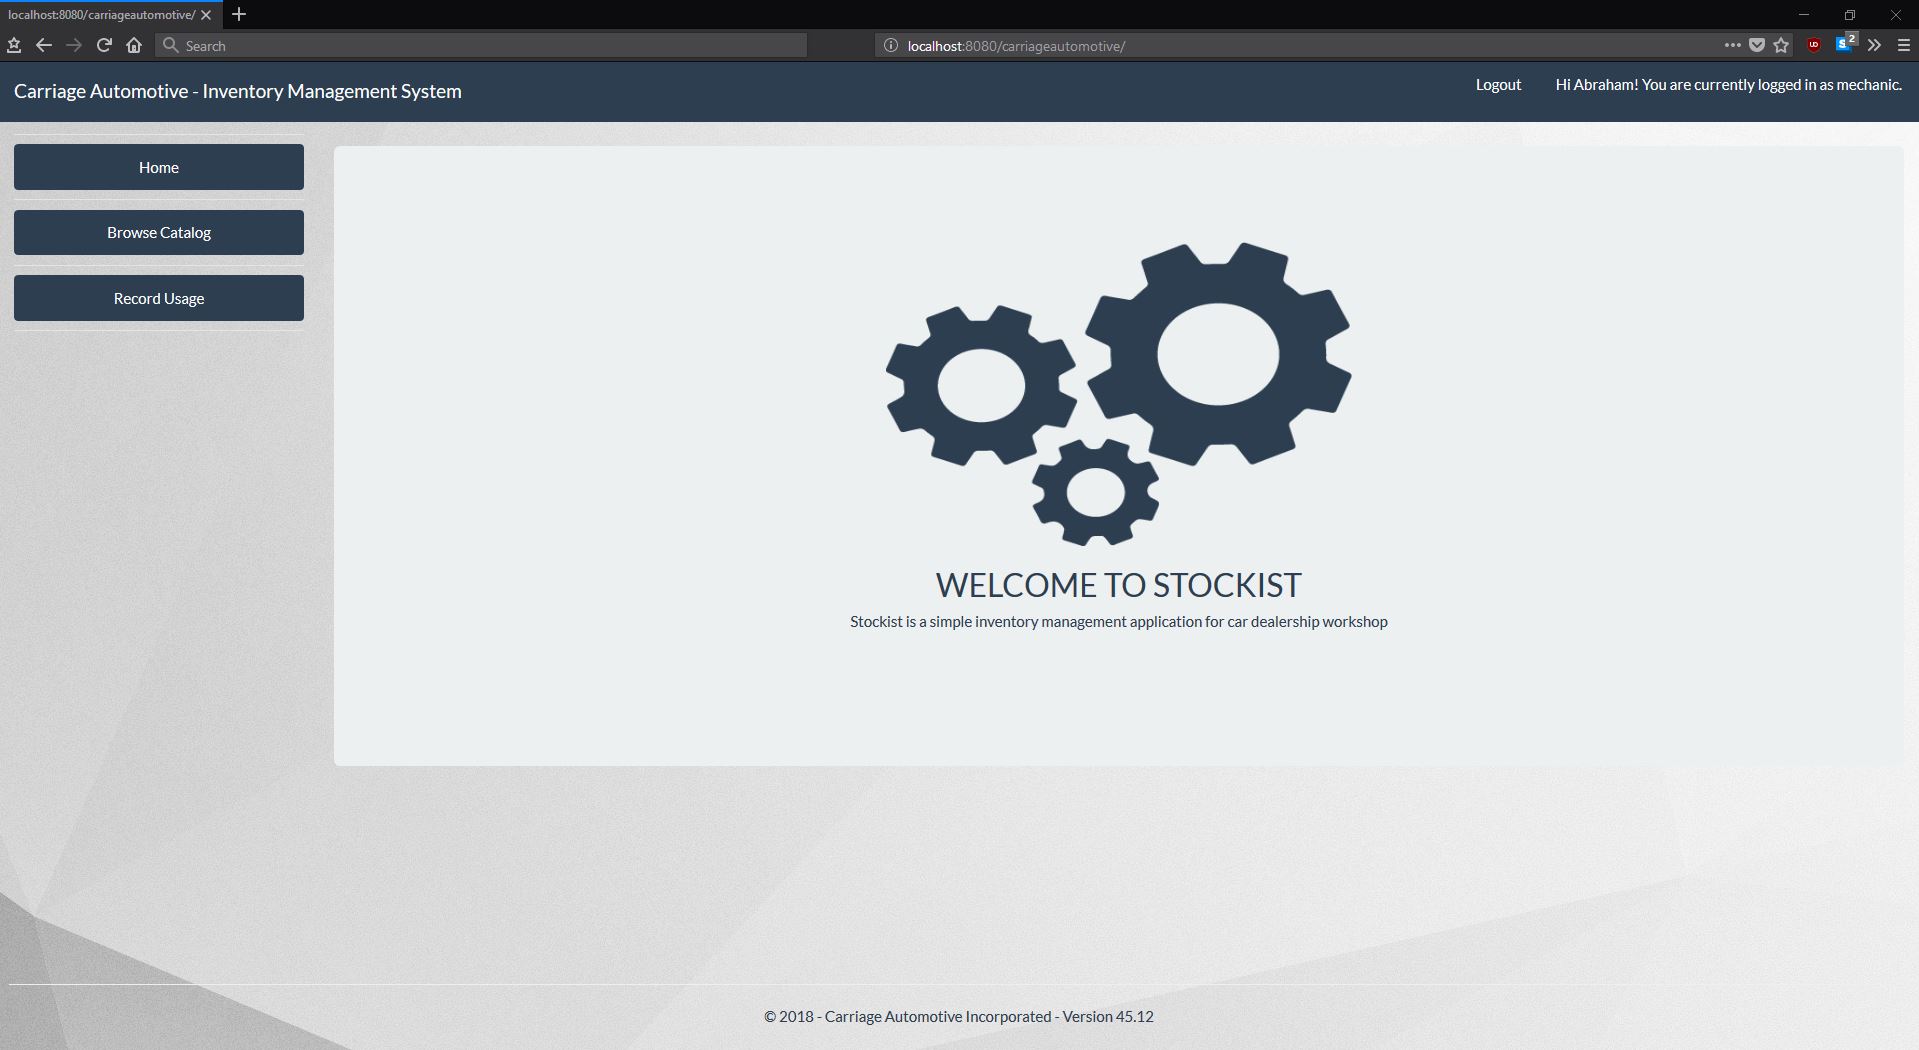 localhost:8080/carriageautomotive/
Search
localhost:8080/carriageautomotive/
2
Carriage Automotive - Inventory Management System
Logout
Hi Abraham! You are currently logged in as mechanic.
Home
Browse Catalog
Record Usage
WELCOME TO STOCKIST
Stockist is a simple inventory management application for car dealership workshop
© 2018 - Carriage Automotive Incorporated - Version 45.12